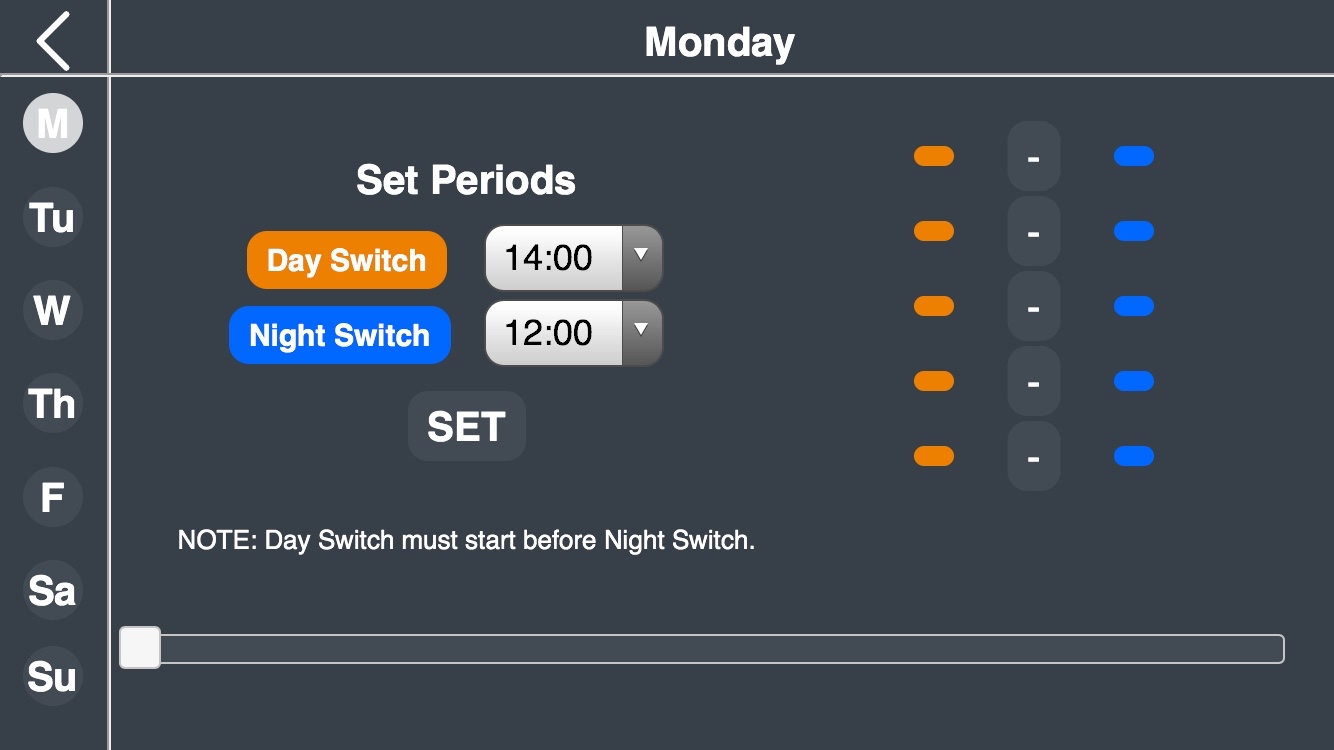 Monday
M
Tu
W
Th
F
Sa
Su
Set Periods
Day Switch 14:00
Night Switch 12:00
SET
-
-
-
-
-
NOTE: Day Switch must start before Night Switch.